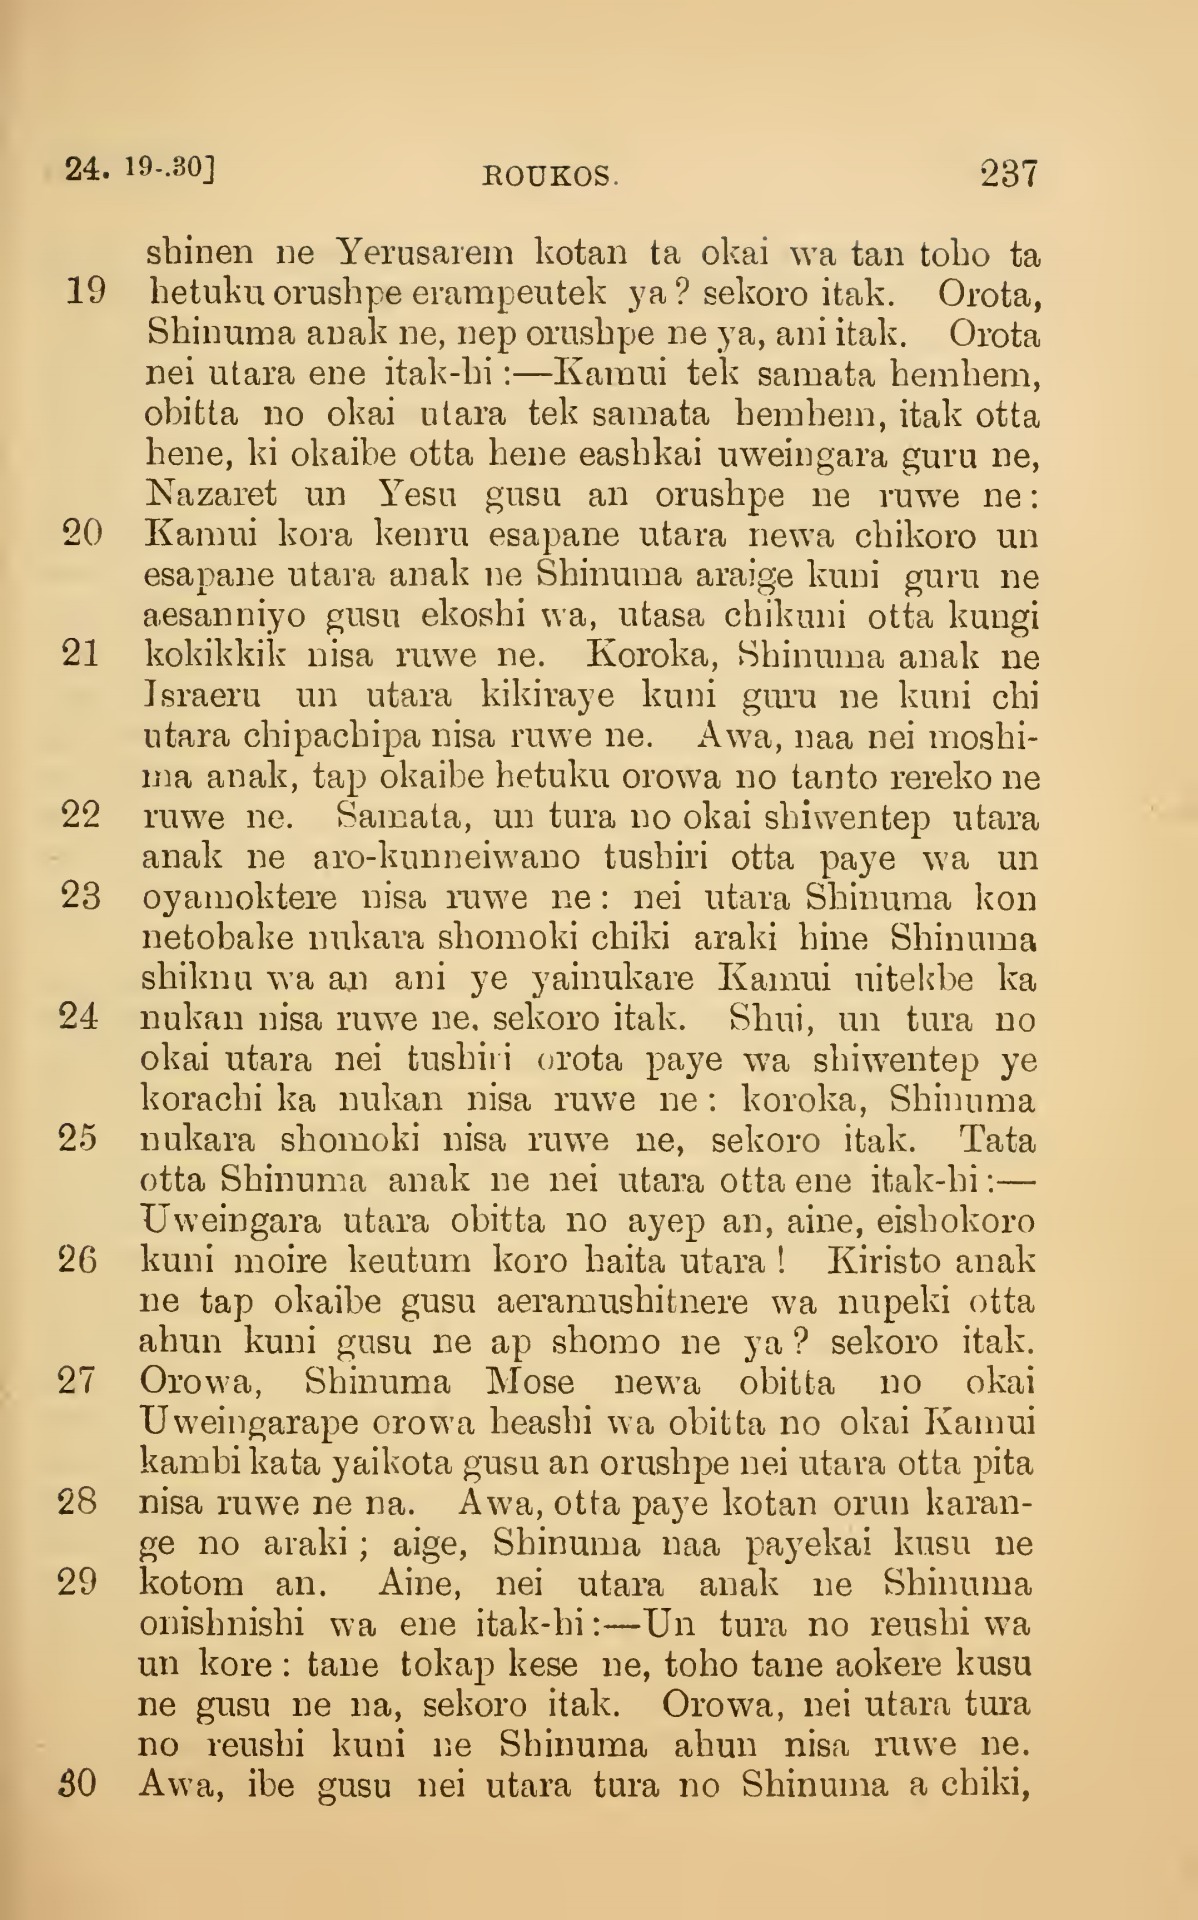 24. 19-.30] ROUKOS. 237
shinen ne Yerusarem kotan ta okai wa tan toho ta
19 hetuku orushpe erampeutek ya? sekoro itak. Orota,
Shinuma anak ne, nep orushpe ne ya, ani itak. Orota
nei utara ene itak-hi:—Kamui tek samata hemhem,
obitta no okai utara tek samata hemhem, itak otta
hene, ki okaibe otta hene eashkai uweingara guru ne,
Nazaret un Yesu gusu an orushpe ne ruwe ne:
20 Kamui kora kenru esapane utara newa chikoro un
esapane utara anak ne Shinuma araige kuni guru ne
aesanniyo gusu ekoshi wa, utasa chikuni otta kungi
21 kokikkik nisa ruwe ne. Koroka, Shinuma anak ne
Israeru un utara kikiraye kuni guru ne kuni chi
utara chipachipa nisa ruwe ne. Awa, naa nei moshi-
ma anak, tap okaibe hetuku orowa no tanto rereko ne
22 ruwe ne. Samata, un tura no okai shiwentep utara
anak ne aro-kunneiwano tushiri otta paye wa un
23 oyamoktere nisa ruwe ne: nei utara Shinuma kon
netobake nukara shomoki chiki araki hine Shinuma
shiknu wa an ani ye yainukare Kamui uitekbe ka
24 nukan nisa ruwe ne, sekoro itak. Shui, un tura no
okai utara nei tushiri orota paye wa shiwentep ye
korachi ka nukan nisa ruwe ne: koroka, Shinuma
25 nukara shomoki nisa ruwe ne, sekoro itak. Tata
otta Shinuma anak ne nei utara otta ene itak-hi:—
Uweingara utara obitta no ayep an, aine, eishokoro
26 kuni moire keutum koro haita utara! Kiristo anak
ne tap okaibe gusu aeramushitnere wa nupeki otta
ahun kuni gusu ne ap shomo ne ya? sekoro itak.
27 Orowa, Shinuma Mose newa obitta no okai
Uweingarape orowa heashi wa obitta no okai Kamui
kambi kata yaikota gusu an orushpe nei utara otta pita
28 nisa ruwe ne na. Awa, otta paye kotan orun karan-
ge no araki; aige, Shinuma naa payekai kusu ne
29 kotom an. Aine, nei utara anak ne Shinuma
onishnishi wa ene itak-hi:—Un tura no reushi wa
un kore: tane tokap kese ne, toho tane aokere kusu
ne gusu ne na, sekoro itak. Orowa, nei utara tura
no reushi kuni ne Shinuma ahun nisa ruwe ne.
30 Awa, ibe gusu nei utara tura no Shinuma a chiki,